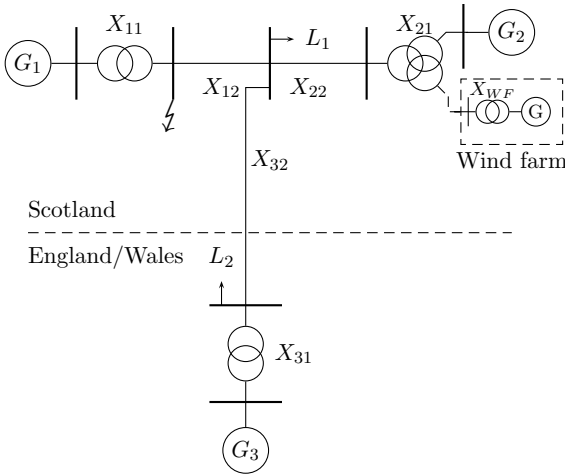 X11
X21
G1
G2
L1
X12
X22
XWF
G
Wind farm
X32
Scotland
England/Wales
L2
X31
G3